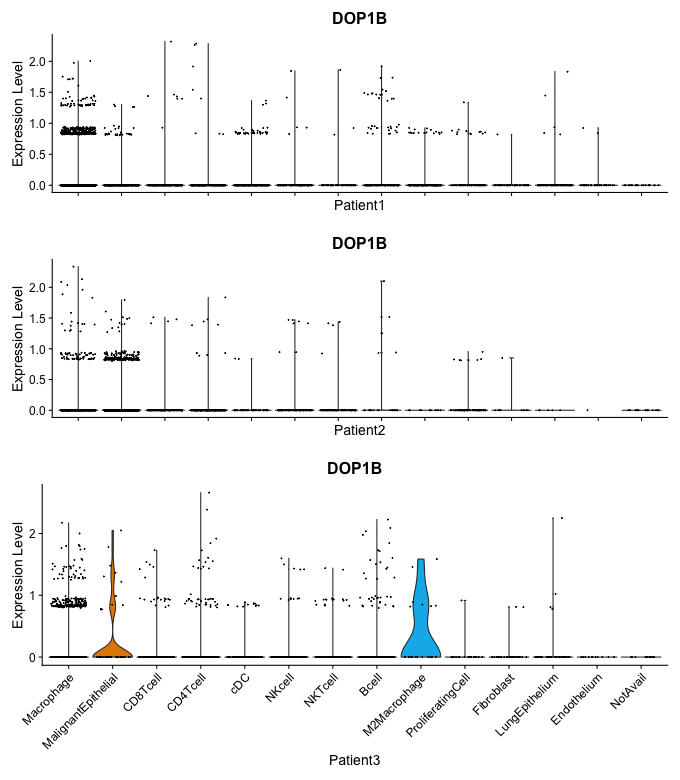 DOP1B
Expression Level
2.0
1.5
1.0
0.5
0.0
Patient1
DOP1B
Expression Level
2.0
1.5
1.0
0.5
0.0
Patient2
DOP1B
Expression Level
2
1
0
Macrophage
MalignantEpithelial
CD8Tcell
CD4Tcell
cDC
NKcell
NKTcell
Bcell
M2Macrophage
ProliferatingCell
Fibroblast
LungEpithelium
Endothelium
NotAvail
Patient3